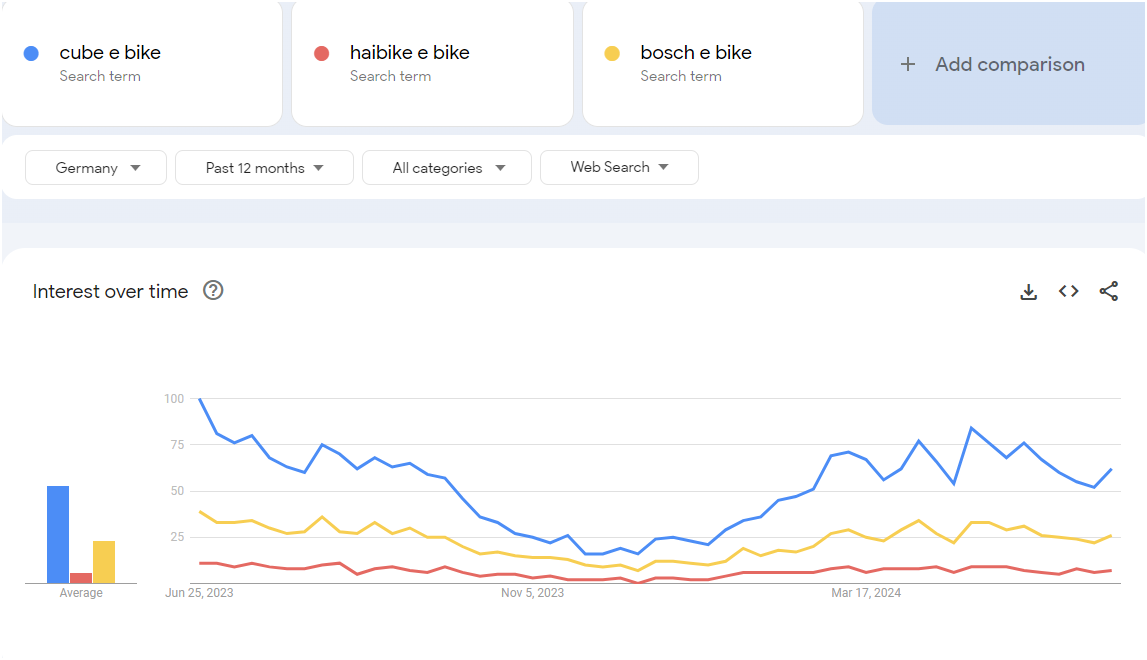 cube e bike
Search term
haibike e bike
Search term
bosch e bike
Search term
+ Add comparison
Germany
Past 12 months
All categories
Web Search
Interest over time
?
100
75
50
25
Average
Jun 25, 2023
Nov 5, 2023
Mar 17, 2024